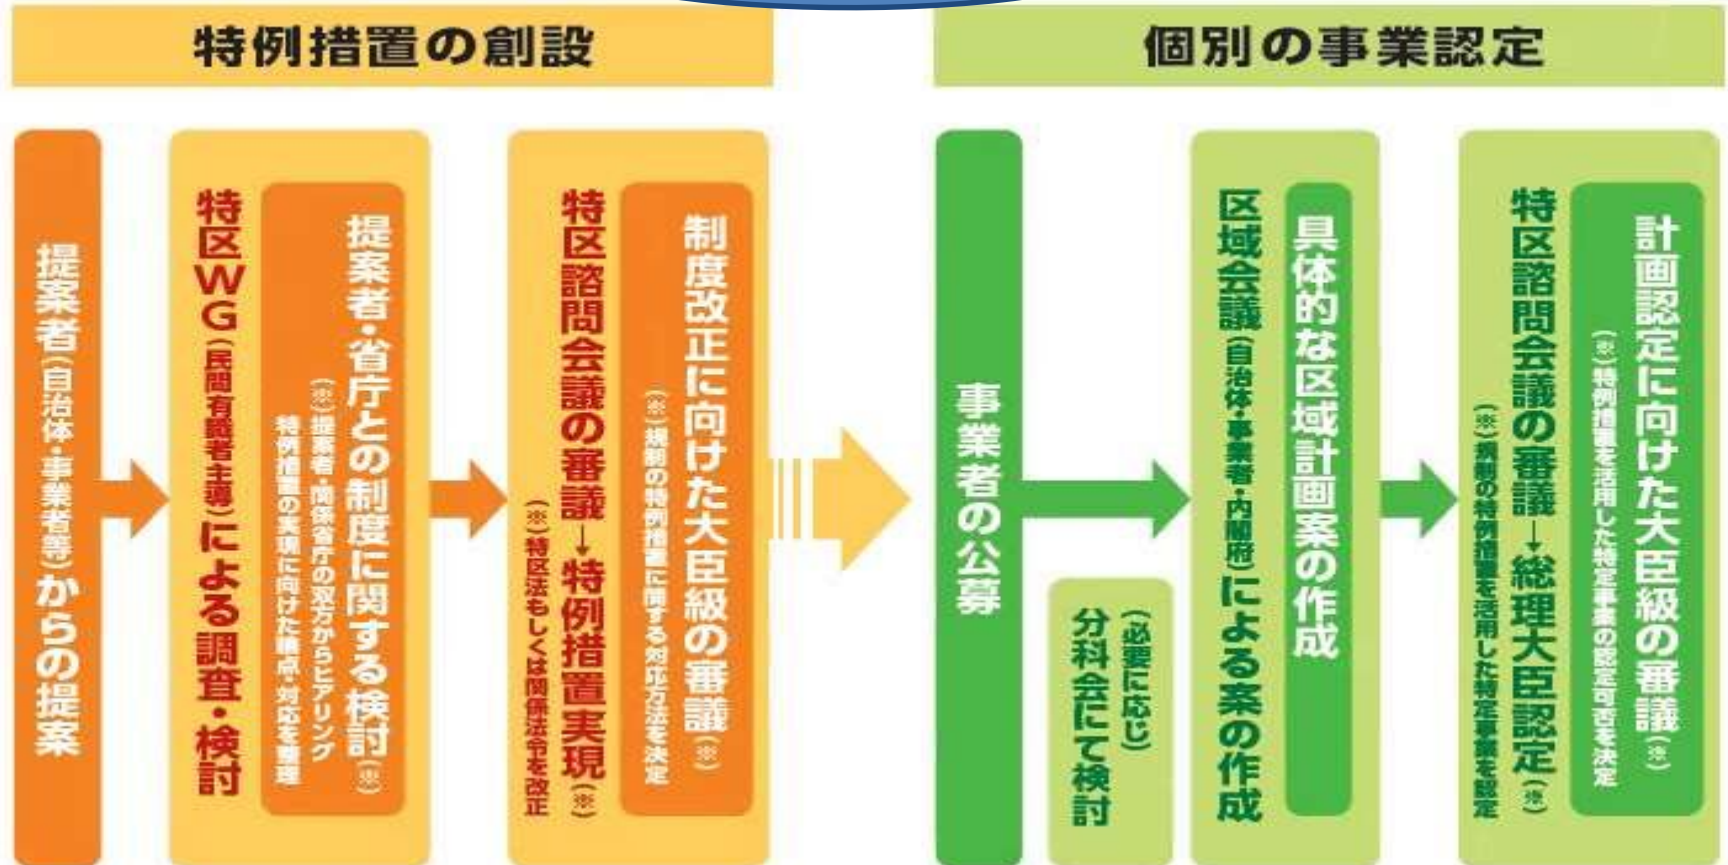 特例措置の創設
提案者(自治体・事業者等)からの提案
特区WG(民間有識者主導)による調査・検討
提案者・省庁との制度に関する検討(※)
(※)提案者・関係省庁の双方からヒアリング
特例措置の実現に向けた論点・対応を整理
特区諮問会議の審議→特例措置実現(※)
(※)特区法もしくは関係法令を改正
制度改正に向けた大臣級の審議(※)
(※)規制の特例措置に関する対応方法を決定
個別の事業認定
事業者の公募
(必要に応じ)
分科会にて検討
区域会議(自治体・事業者・内閣府)による案の作成
具体的な区域計画案の作成
特区諮問会議の審議→総理大臣認定(※)
(※)規制の特例措置を活用した特定事業を認定
計画認定に向けた大臣級の審議(※)
(※)特例措置を活用した特定事業の認定可否を決定